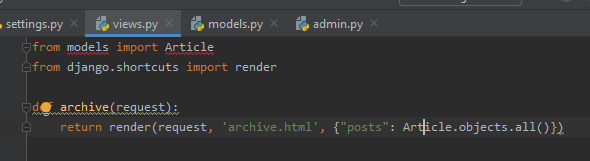 settings.py views.py models.py admin.py
from models import Article
from django.shortcuts import render
def archive(request):
return render(request, 'archive.html', {"posts": Article.objects.all()})